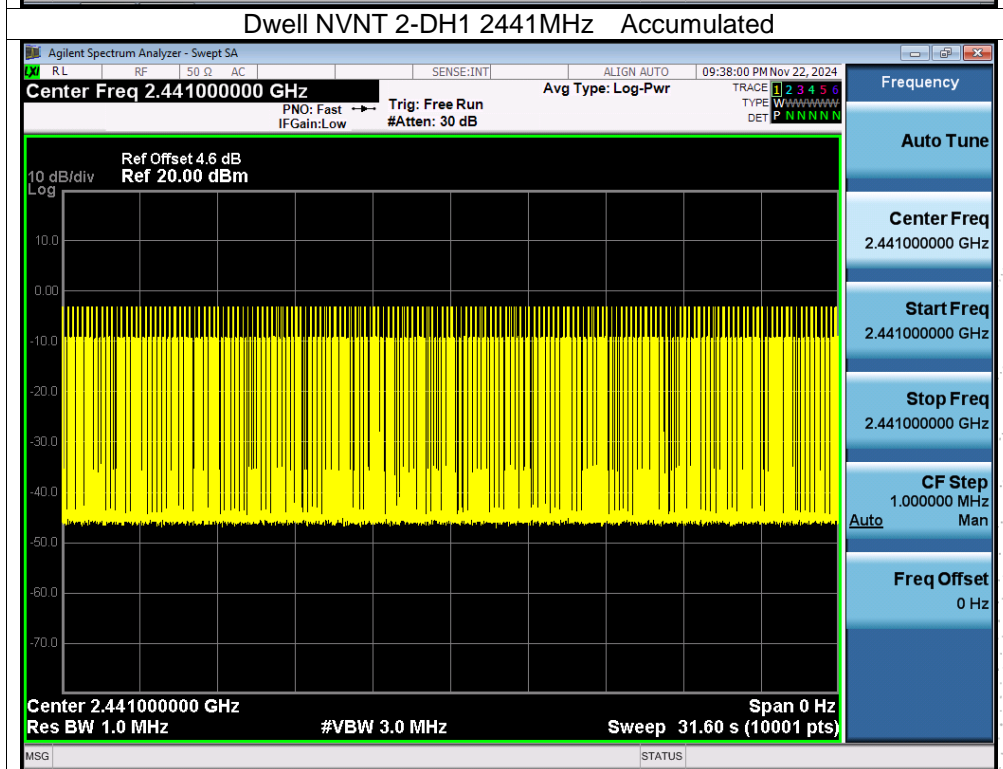 Dwell NVNT 2-DH1 2441MHz Accumulated
Agilent Spectrum Analyzer - Swept SA
LXI RL RF 50 Ω AC SENSE:INT ALIGN AUTO 09:38:00 PM Nov 22, 2024
Center Freq 2.441000000 GHz
PNO: Fast
IFGain:Low
Trig: Free Run
#Atten: 30 dB
Avg Type: Log-Pwr
TRACE 1 2 3 4 5 6
TYPE WWWWWWW
DET P N N N N N
Ref Offset 4.6 dB
10 dB/div Ref 20.00 dBm
Log
10.0
0.00
-10.0
-20.0
-30.0
-40.0
-50.0
-60.0
-70.0
Center 2.441000000 GHz Span 0 Hz
Res BW 1.0 MHz #VBW 3.0 MHz Sweep 31.60 s (10001 pts)
MSG STATUS
Frequency
Auto Tune
Center Freq
2.441000000 GHz
Start Freq
2.441000000 GHz
Stop Freq
2.441000000 GHz
CF Step
1.000000 MHz
Auto Man
Freq Offset
0 Hz